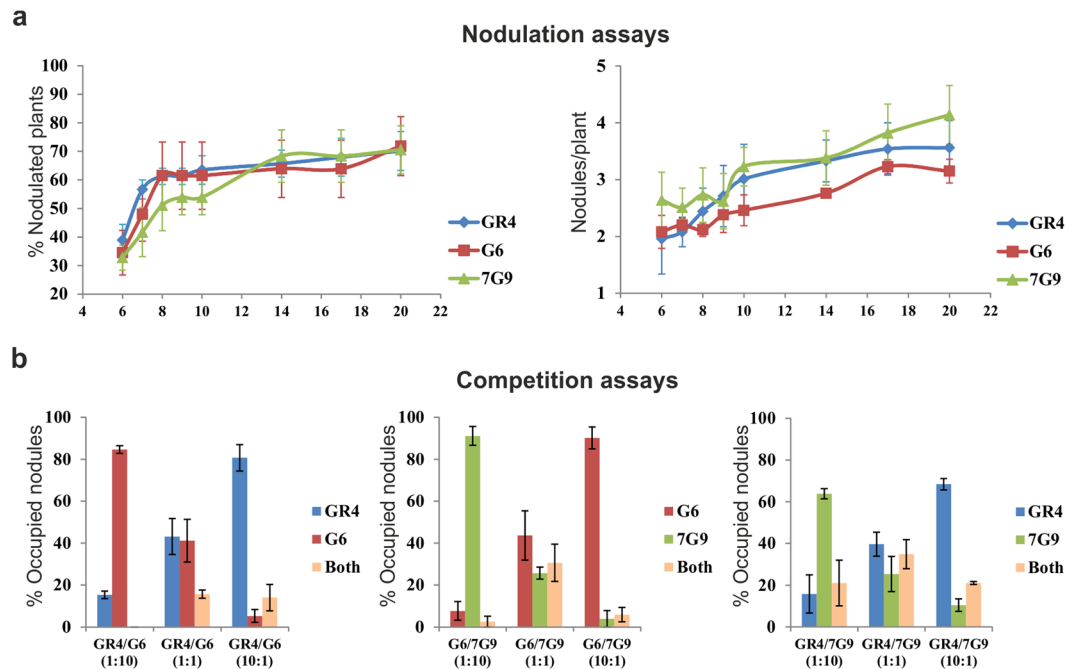 a
Nodulation assays
% Nodulated plants
100
90
80
70
60
50
40
30
20
4 6 8 10 12 14 16 18 20 22
GR4
G6
7G9
Nodules/plant
5
4
3
2
1
4 6 8 10 12 14 16 18 20 22
GR4
G6
7G9
b
Competition assays
% Occupied nodules
100
80
60
40
20
0
GR4/G6 GR4/G6 GR4/G6
(1:10) (1:1) (10:1)
GR4
G6
Both
% Occupied nodules
100
80
60
40
20
0
G6/7G9 G6/7G9 G6/7G9
(1:10) (1:1) (10:1)
G6
7G9
Both
% Occupied nodules
100
80
60
40
20
0
GR4/7G9 GR4/7G9 GR4/7G9
(1:10) (1:1) (10:1)
GR4
7G9
Both